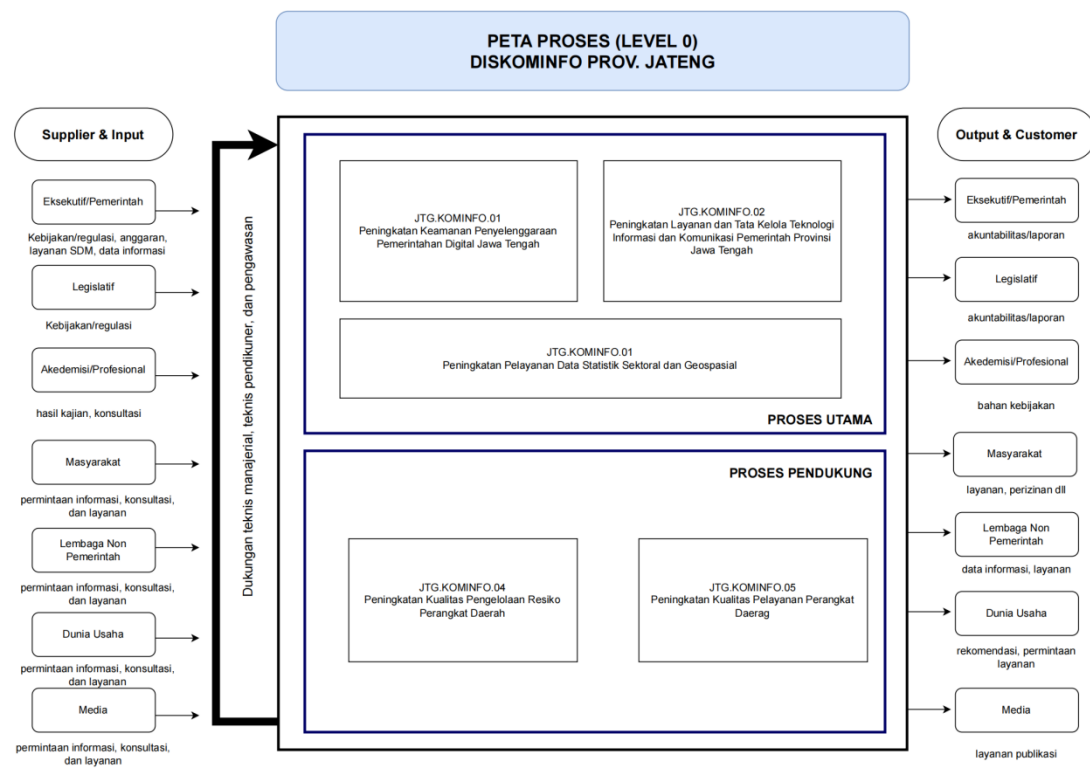 PETA PROSES (LEVEL 0)
DISKOMINFO PROV. JATENG
Supplier & Input
Eksekutif/Pemerintah
Kebijakan/regulasi, anggaran,
layanan SDM, data informasi
Legislatif
Kebijakan/regulasi
Akedemisi/Profesional
hasil kajian, konsultasi
Masyarakat
permintaan informasi, konsultasi,
dan layanan
Lembaga Non
Pemerintah
permintaan informasi, konsultasi,
dan layanan
Dunia Usaha
permintaan informasi, konsultasi,
dan layanan
Media
permintaan informasi, konsultasi,
dan layanan
Dukungan teknis manajerial, teknis pendikuner, dan pengawasan
JTG.KOMINFO.01
Peningkatan Keamanan Penyelenggaraan
Pemerintahan Digital Jawa Tengah
JTG.KOMINFO.02
Peningkatan Layanan dan Tata Kelola Teknologi
Informasi dan Komunikasi Pemerintah Provinsi
Jawa Tengah
JTG.KOMINFO.01
Peningkatan Pelayanan Data Statistik Sektoral dan Geospasial
PROSES UTAMA
PROSES PENDUKUNG
JTG.KOMINFO.04
Peningkatan Kualitas Pengelolaan Resiko
Perangkat Daerah
JTG.KOMINFO.05
Peningkatan Kualitas Pelayanan Perangkat
Daerag
Output & Customer
Eksekutif/Pemerintah
akuntabilitas/laporan
Legislatif
akuntabilitas/laporan
Akedemisi/Profesional
bahan kebijakan
Masyarakat
layanan, perizinan dll
Lembaga Non
Pemerintah
data informasi, layanan
Dunia Usaha
rekomendasi, permintaan
layanan
Media
layanan publikasi